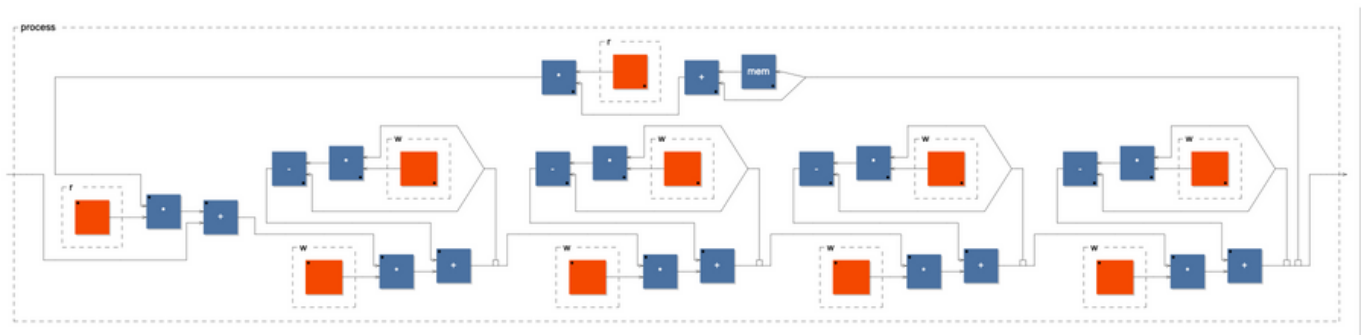 process
r
* + mem
w w w w
- * - * - * - *
r
* +
w w w w
* + * + * + * +